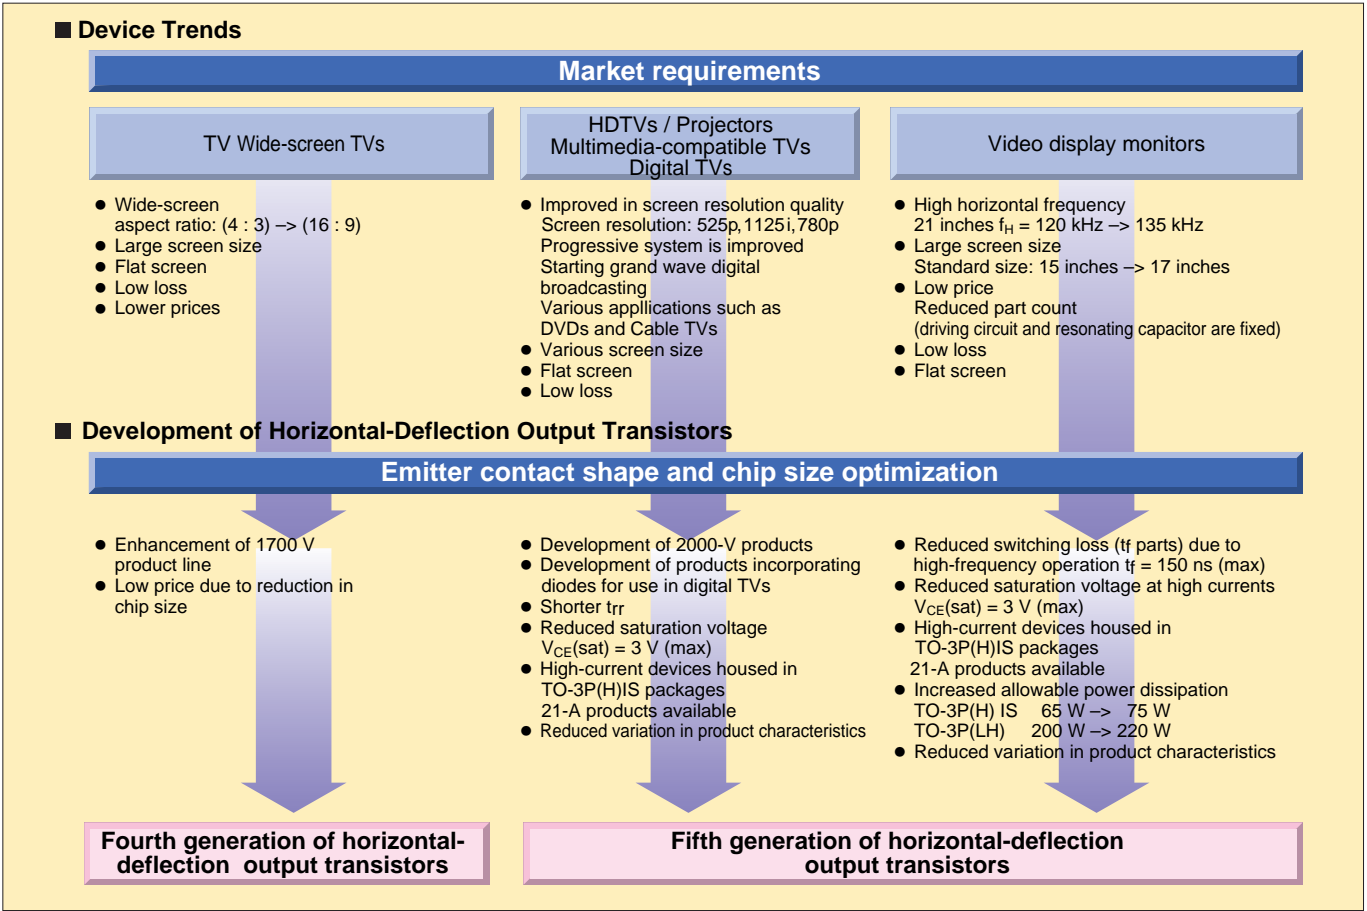 ■ Device Trends
Market requirements
TV Wide-screen TVs
● Wide-screen
aspect ratio: (4 : 3) –> (16 : 9)
● Large screen size
● Flat screen
● Low loss
● Lower prices
HDTVs / Projectors
Multimedia-compatible TVs
Digital TVs
● Improved in screen resolution quality
Screen resolution: 525p,1125i,780p
Progressive system is improved
Starting grand wave digital
broadcasting
Various appllications such as
DVDs and Cable TVs
● Various screen size
● Flat screen
● Low loss
Video display monitors
● High horizontal frequency
21 inches fH = 120 kHz –> 135 kHz
● Large screen size
Standard size: 15 inches –> 17 inches
● Low price
Reduced part count
(driving circuit and resonating capacitor are fixed)
● Low loss
● Flat screen
■ Development of Horizontal-Deflection Output Transistors
Emitter contact shape and chip size optimization
● Enhancement of 1700 V
product line
● Low price due to reduction in
chip size
● Development of 2000-V products
● Development of products incorporating
diodes for use in digital TVs
● Shorter trr
● Reduced saturation voltage
VCE(sat) = 3 V (max)
● High-current devices housed in
TO-3P(H)IS packages
21-A products available
● Reduced variation in product characteristics
● Reduced switching loss (tf parts) due to
high-frequency operation tf = 150 ns (max)
● Reduced saturation voltage at high currents
VCE(sat) = 3 V (max)
● High-current devices housed in
TO-3P(H)IS packages
21-A products available
● Increased allowable power dissipation
TO-3P(H) IS 65 W –> 75 W
TO-3P(LH) 200 W –> 220 W
● Reduced variation in product characteristics
Fourth generation of horizontal-
deflection output transistors
Fifth generation of horizontal-deflection
output transistors